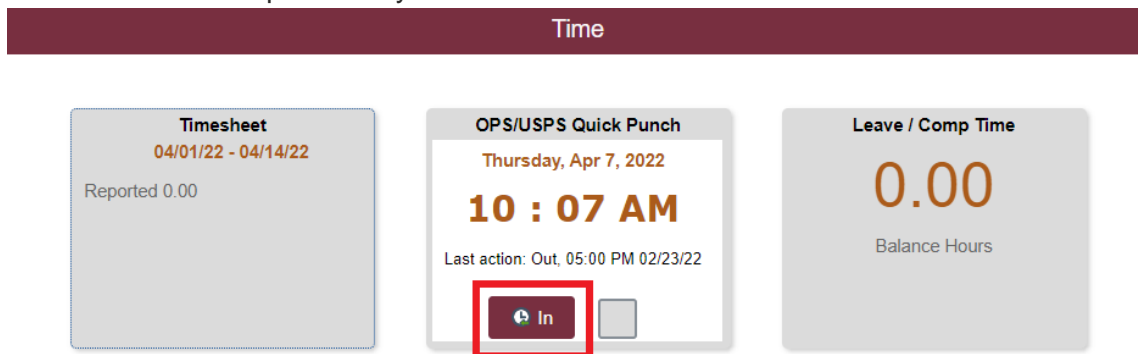 Time
Timesheet
04/01/22 - 04/14/22
Reported 0.00
OPS/USPS Quick Punch
Thursday, Apr 7, 2022
10 : 07 AM
Last action: Out, 05:00 PM 02/23/22
In
Leave / Comp Time
0.00
Balance Hours